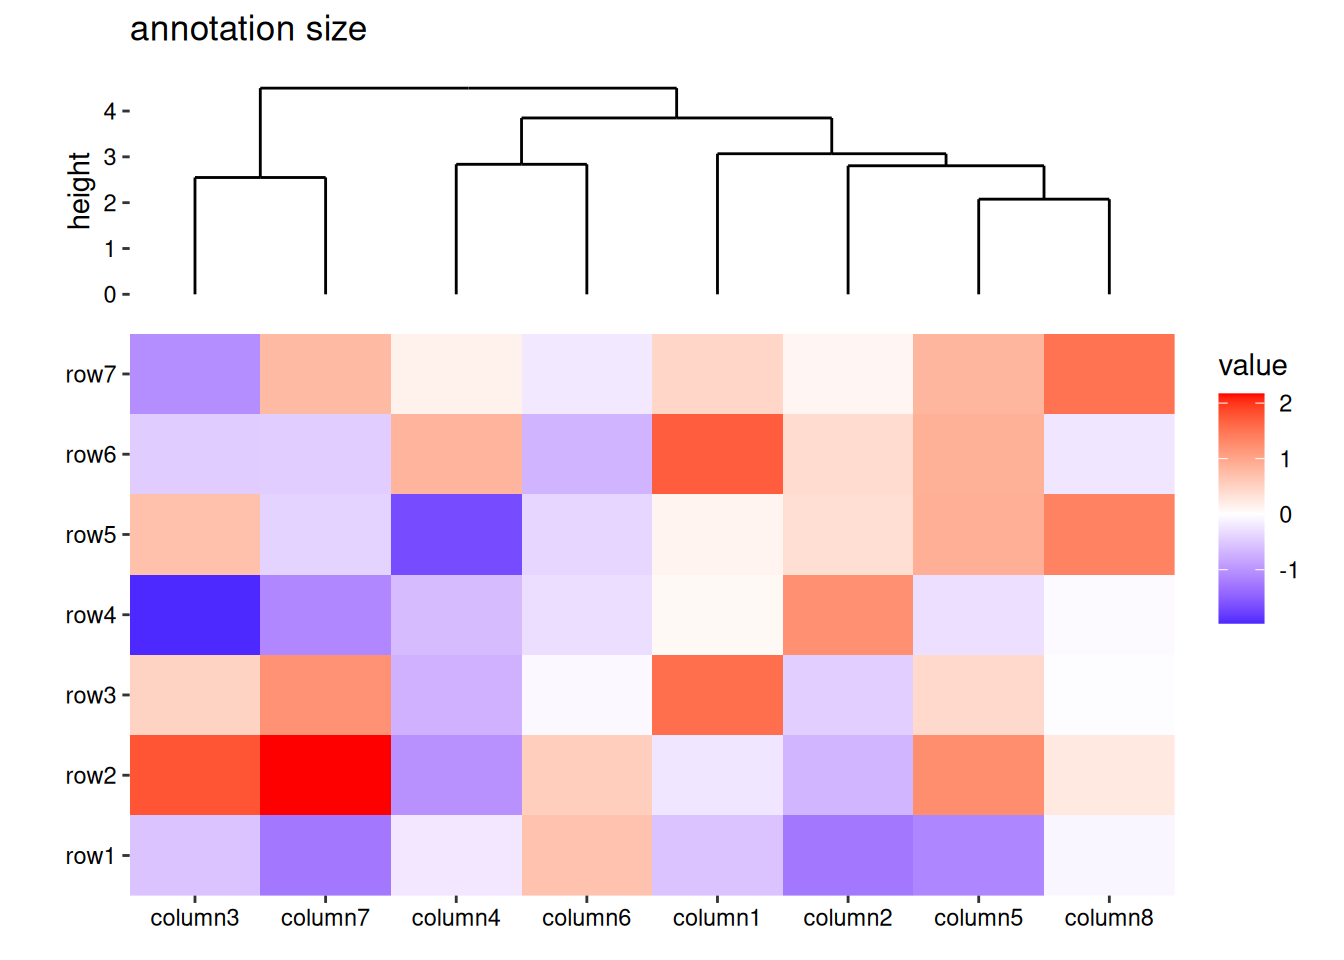 annotation size
height
4
3
2
1
0
row7
row6
row5
row4
row3
row2
row1
column3 column7 column4 column6 column1 column2 column5 column8
value
2
1
0
-1